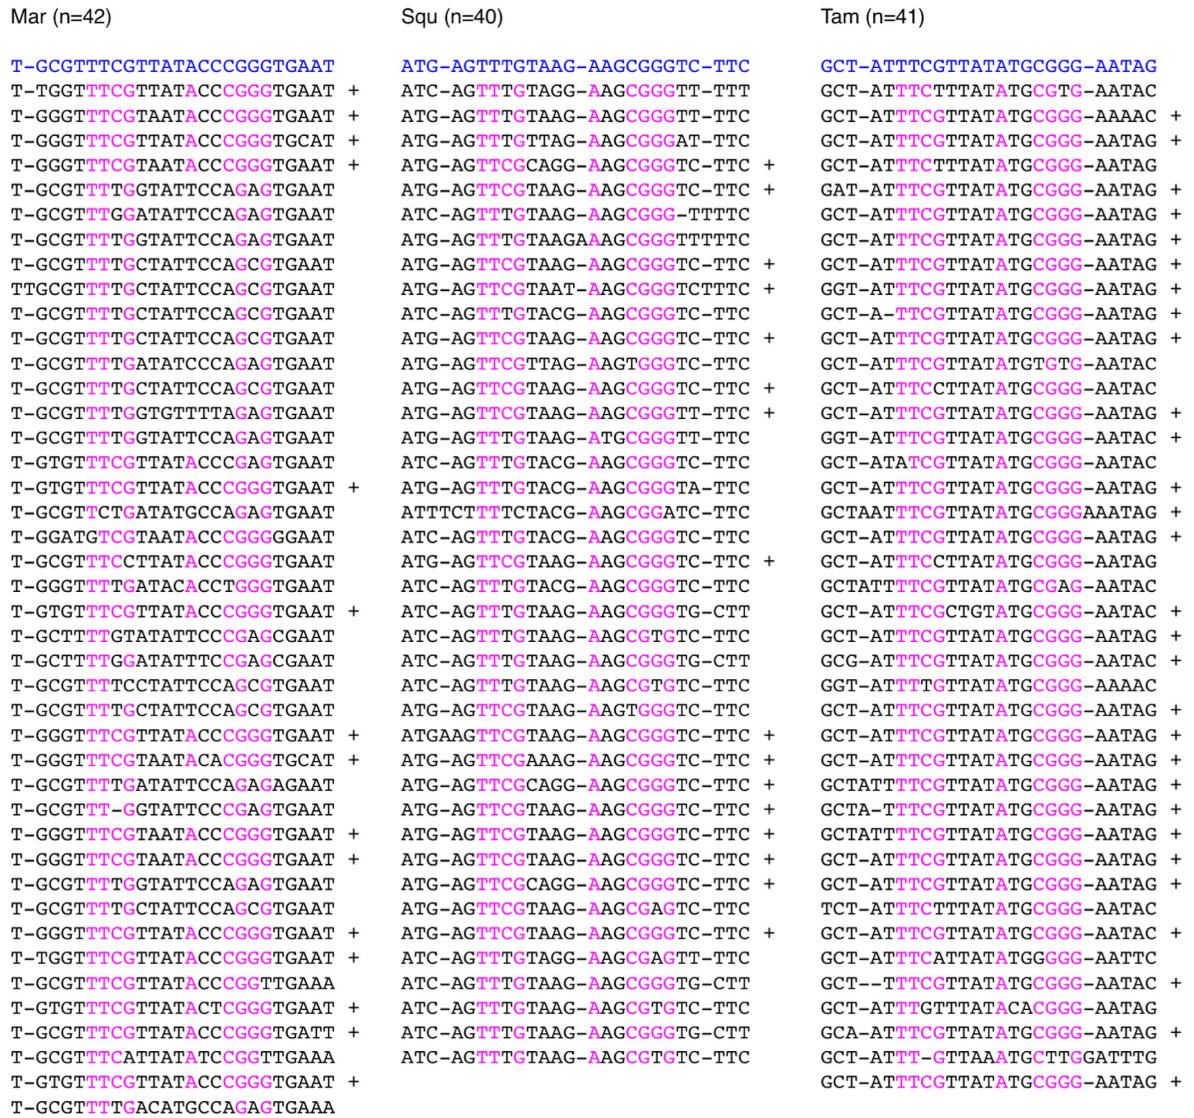 Mar (n=42)
T-GCGTTTCGTTATACCCGGGTGAAT
T-TGGTTTCGTTATACCCGGGTGAAT +
T-GGGTTTCGTAATACCCGGGTGAAT +
T-GGGTTTCGTTATACCCGGGTGCAT +
T-GGGTTTCGTAATACCCGGGTGAAT +
T-GCGTTTTGGTATTCCAGAGTGAAT
T-GCGTTTGGATATTCCAGAGTGAAT
T-GCGTTTTGGTATTCCAGAGTGAAT
T-GCGTTTTGCTATTCCAGCGTGAAT
TTGCGTTTTGCTATTCCAGCGTGAAT
T-GCGTTTTGCTATTCCAGCGTGAAT
T-GCGTTTTGCTATTCCAGCGTGAAT
T-GCGTTTTGATATCCCAGAGTGAAT
T-GCGTTTTGCTATTCCAGCGTGAAT
T-GCGTTTTGGTGTTTTAGAGTGAAT
T-GCGTTTTGGTATTCCAGAGTGAAT
T-GTGTTTCGTTATACCCGAGTGAAT
T-GTGTTTCGTTATACCCGGGTGAAT +
T-GCGTTCTGATATGCCAGAGTGAAT
T-GGATGTCGTAATACCCGGGGGAAT
T-GCGTTTCCTTATACCCGGGTGAAT
T-GGGTTTTGATACACCTGGGTGAAT
T-GTGTTTCGTTATACCCGGGTGAAT +
T-GCTTTTGTATATTCCCGAGCGAAT
T-GCTTTTGGATATTTCCGAGCGAAT
T-GCGTTTTCCTATTCCAGCGTGAAT
T-GCGTTTTGCTATTCCAGCGTGAAT
T-GGGTTTCGTTATACCCGGGTGAAT +
T-GGGTTTCGTAATACACGGGTGCAT +
T-GCGTTTTGATATTCCAGAGAGAAT
T-GCGTTT-GGTATTCCCGAGTGAAT
T-GGGTTTCGTAATACCCGGGTGAAT +
T-GGGTTTCGTAATACCCGGGTGAAT +
T-GCGTTTTGGTATTCCAGAGTGAAT
T-GCGTTTTGCTATTCCAGCGTGAAT
T-GGGTTTCGTTATACCCGGGTGAAT +
T-TGGTTTCGTTATACCCGGGTGAAT +
T-GCGTTTCGTTATACCCGGTTGAAA
T-GTGTTTCGTTATACTCGGGTGAAT +
T-GCGTTTCGTTATACCCGGGTGATT +
T-GCGTTTCATTATATCCGGTTGAAA
T-GTGTTTCGTTATACCCGGGTGAAT +
T-GCGTTTTGACATGCCAGAGTGAAA
Squ (n=40)
ATG-AGTTTGTAAG-AAGCGGGTC-TTC
ATC-AGTTTGTAGG-AAGCGGGTT-TTT
ATG-AGTTTGTAAG-AAGCGGGTT-TTC
ATG-AGTTTGTTAG-AAGCGGGAT-TTC
ATG-AGTTCGCAGG-AAGCGGGTC-TTC +
ATG-AGTTCGTAAG-AAGCGGGTC-TTC +
ATC-AGTTTGTAAG-AAGCGGG-TTTTC
ATG-AGTTTGTAAGAAAGCGGGTTTTTC
ATG-AGTTCGTAAG-AAGCGGGTC-TTC +
ATG-AGTTCGTAAT-AAGCGGGTCTTTC +
ATG-AGTTTGTACG-AAGCGGGTC-TTC
ATG-AGTTCGTAAG-AAGCGGGTC-TTC +
ATG-AGTTCGTTAG-AAGTGGGTC-TTC
ATG-AGTTCGTAAG-AAGCGGGTC-TTC +
ATG-AGTTCGTAAG-AAGCGGGTT-TTC +
ATG-AGTTTGTAAG-ATGCGGGTT-TTC
ATC-AGTTTGTACG-AAGCGGGTC-TTC
ATG-AGTTTGTACG-AAGCGGGTA-TTC
ATTTCTTTTCTACG-AAGCGGATC-TTC
ATC-AGTTTGTACG-AAGCGGGTC-TTC
ATG-AGTTCGTAAG-AAGCGGGTC-TTC +
ATC-AGTTTGTACG-AAGCGGGTC-TTC
ATC-AGTTTGTAAG-AAGCGGGTG-CTT
ATC-AGTTTGTAAG-AAGCGTGTC-TTC
ATC-AGTTTGTAAG-AAGCGGGTG-CTT
ATC-AGTTTGTAAG-AAGCGTGTC-TTC
ATG-AGTTCGTAAG-AAGTGGGTC-TTC
ATGAAGTTCGTAAG-AAGCGGGTC-TTC +
ATG-AGTTCGAAAG-AAGCGGGTC-TTC +
ATG-AGTTCGCAGG-AAGCGGGTC-TTC +
ATG-AGTTCGTAAG-AAGCGGGTC-TTC +
ATG-AGTTCGTAAG-AAGCGGGTC-TTC +
ATG-AGTTCGTAAG-AAGCGGGTC-TTC +
ATG-AGTTCGCAGG-AAGCGGGTC-TTC +
ATG-AGTTCGTAAG-AAGCGAGTC-TTC
ATG-AGTTCGTAAG-AAGCGGGTC-TTC +
ATC-AGTTTGTAGG-AAGCGAGTT-TTC
ATC-AGTTTGTAAG-AAGCGGGTG-CTT
ATC-AGTTTGTAAG-AAGCGTGTC-TTC
ATC-AGTTTGTAAG-AAGCGGGTG-CTT
ATC-AGTTTGTAAG-AAGCGTGTC-TTC
Tam (n=41)
GCT-ATTTCGTTATATGCGGG-AATAG
GCT-ATTTCTTTATATGCGTG-AATAC
GCT-ATTTCGTTATATGCGGG-AAAAC +
GCT-ATTTCGTTATATGCGGG-AATAG +
GCT-ATTTCTTTATATGCGGG-AATAG
GAT-ATTTCGTTATATGCGGG-AATAG +
GCT-ATTTCGTTATATGCGGG-AATAG +
GCT-ATTTCGTTATATGCGGG-AATAG +
GCT-ATTTCGTTATATGCGGG-AATAG +
GGT-ATTTCGTTATATGCGGG-AATAG +
GCT-A-TTCGTTATATGCGGG-AATAG +
GCT-ATTTCGTTATATGCGGG-AATAG +
GCT-ATTTCGTTATATGTGTG-AATAC
GCT-ATTTCCTTATATGCGGG-AATAC
GCT-ATTTCGTTATATGCGGG-AATAG +
GGT-ATTTCGTTATATGCGGG-AATAC +
GCT-ATATCGTTATATGCGGG-AATAC
GCT-ATTTCGTTATATGCGGG-AATAG +
GCTAATTTCGTTATATGCGGGAAATAG +
GCT-ATTTCGTTATATGCGGG-AATAG +
GCT-ATTTCCTTATATGCGGG-AATAG
GCTATTTTCGTTATATGCGAG-AATAC
GCT-ATTTCGCTGTATGCGGG-AATAC +
GCT-ATTTCGTTATATGCGGG-AATAG +
GCG-ATTTCGTTATATGCGGG-AATAC +
GGT-ATTTTGTTATATGCGGG-AAAAC
GCT-ATTTCGTTATATGCGGG-AATAG +
GCT-ATTTCGTTATATGCGGG-AATAG +
GCT-ATTTCGTTATATGCGGG-AATAG +
GCTATTTTCGTTATATGCGGG-AATAG +
GCTA-TTTCGTTATATGCGGG-AATAG +
GCTATTTTCGTTATATGCGGG-AATAG +
GCT-ATTTCGTTATATGCGGG-AATAG +
GCT-ATTTCGTTATATGCGGG-AATAG +
TCT-ATTTCTTTATATGCGGG-AATAC
GCT-ATTTCGTTATATGCGGG-AATAC +
GCT-ATTTCATTATATGGGGG-AATTC
GCT--TTTCGTTATATGCGGG-AATAC +
GCT-ATTTGTTTATACACGGG-AATAG
GCA-ATTTCGTTATATGCGGG-AATAG +
GCT-ATTT-GTTAAATGCTTGGATTTG
GCT-ATTTCGTTATATGCGGG-AATAG +